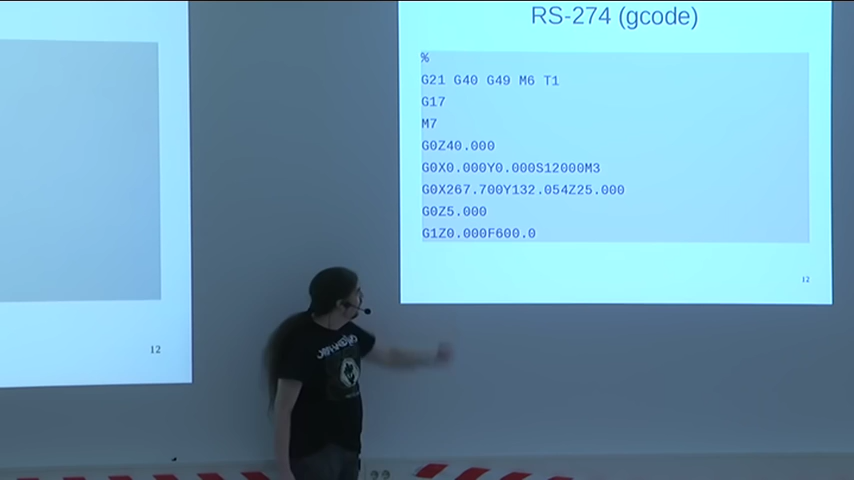 RS-274 (gcode)
%
G21 G40 G49 M6 T1
G17
M7
G0Z40.000
G0X0.000Y0.000S12000M3
G0X267.700Y132.054Z25.000
G0Z5.000
G1Z0.000F600.0
12
12